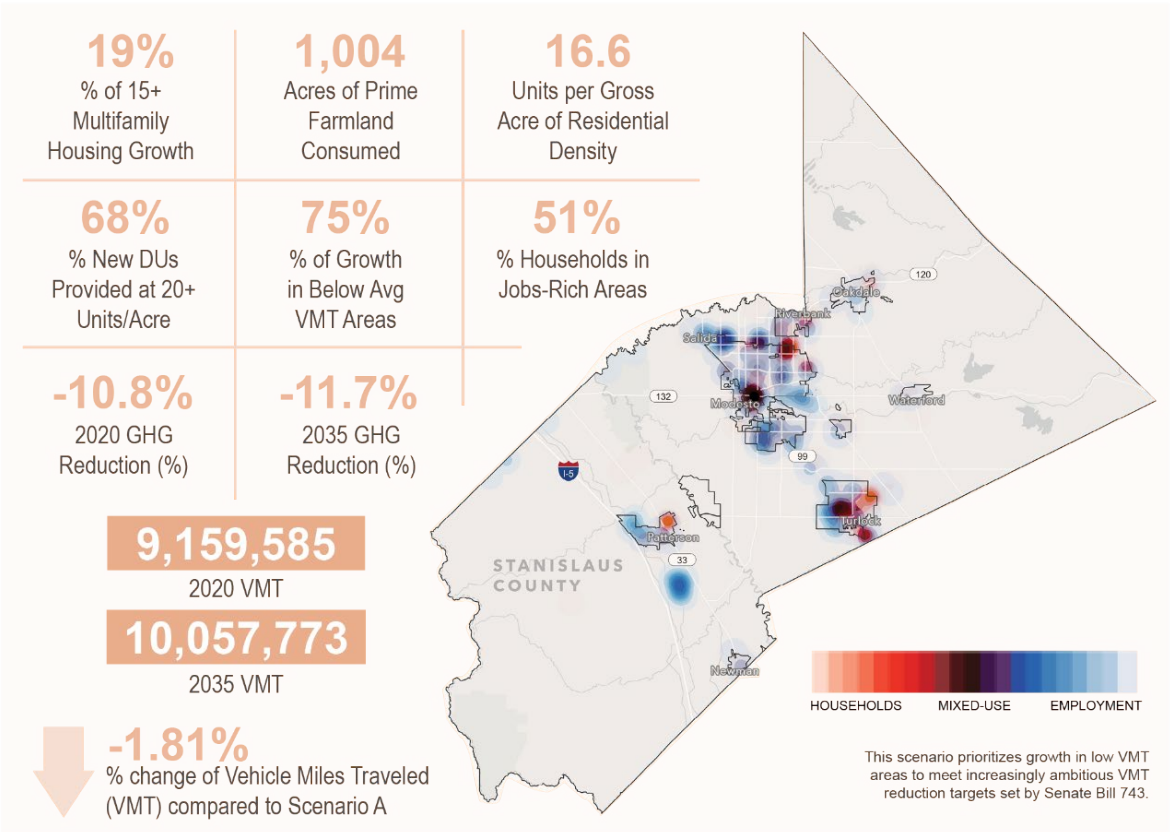 19%
% of 15+
Multifamily
Housing Growth
1,004
Acres of Prime
Farmland
Consumed
16.6
Units per Gross
Acre of Residential
Density
68%
% New DUs
Provided at 20+
Units/Acre
75%
% of Growth
in Below Avg
VMT Areas
51%
% Households in
Jobs-Rich Areas
-10.8%
2020 GHG
Reduction (%)
-11.7%
2035 GHG
Reduction (%)
9,159,585
2020 VMT
10,057,773
2035 VMT
-1.81%
% change of Vehicle Miles Traveled
(VMT) compared to Scenario A
120
Oakdale
Riverbank
Salida
132
Modesto
Waterford
99
I-5
Turlock
Patterson
33
STANISLAUS
COUNTY
Newman
HOUSEHOLDS
MIXED-USE
EMPLOYMENT
This scenario prioritizes growth in low VMT
areas to meet increasingly ambitious VMT
reduction targets set by Senate Bill 743.